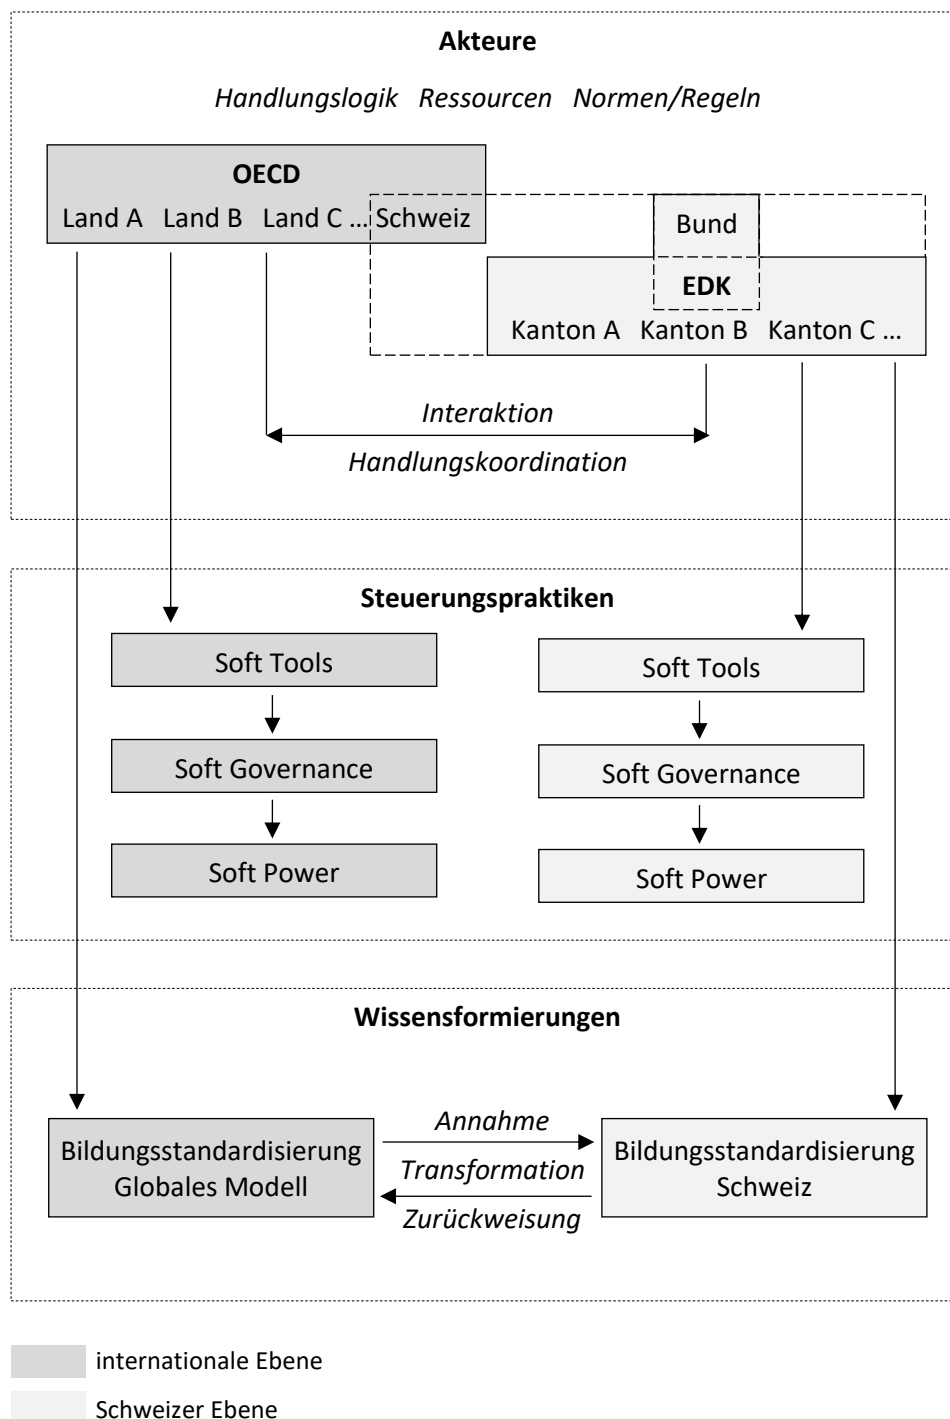 Akteure
Handlungslogik Ressourcen Normen/Regeln
OECD
Land A Land B Land C ... Schweiz
Bund
EDK
Kanton A Kanton B Kanton C ...
Interaktion
Handlungskoordination
Steuerungspraktiken
Soft Tools
Soft Governance
Soft Power
Soft Tools
Soft Governance
Soft Power
Wissensformierungen
Bildungsstandardisierung
Globales Modell
Annahme
Transformation
Zurückweisung
Bildungsstandardisierung
Schweiz
internationale Ebene
Schweizer Ebene